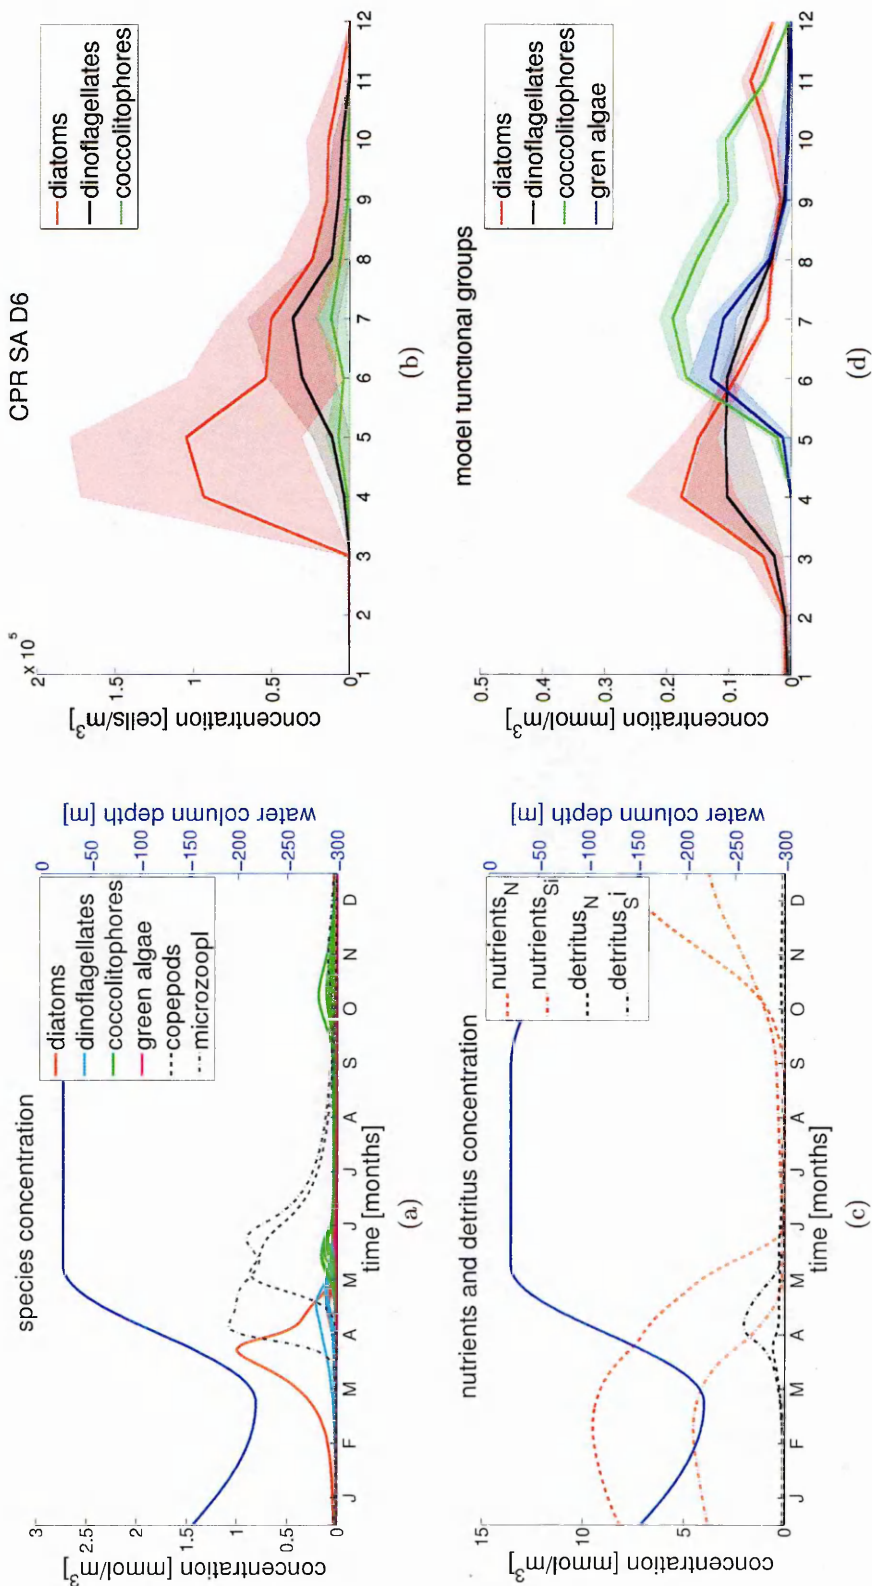 species concentration
concentration [mmol/m3]
3
2.5
2
1.5
1
0.5
0
J
F
M
A
M
J
J
A
S
O
N
D
time [months]
0
−50
−100
−150
−200
−250
−300
water column depth [m]
diatoms
dinoflagellates
coccolitophores
green algae
copepods
microzoopl
(a)
CPR SA D6
x 10 5
concentration [cells/m3]
2
1.5
1
0.5
0
1
2
3
4
5
6
7
8
9
10
11
12
diatoms
dinoflagellates
coccolitophores
(b)
nutrients and detritus concentration
concentration [mmol/m3]
15
10
5
0
J
F
M
A
M
J
J
A
S
O
N
D
time [months]
0
−50
−100
−150
−200
−250
−300
water column depth [m]
nutrientsN
nutrientsSi
detritusN
detritusSi
(c)
model functional groups
concentration [mmol/m3]
0.5
0.4
0.3
0.2
0.1
0
1
2
3
4
5
6
7
8
9
10
11
12
diatoms
dinoflagellates
coccolitophores
gren algae
(d)